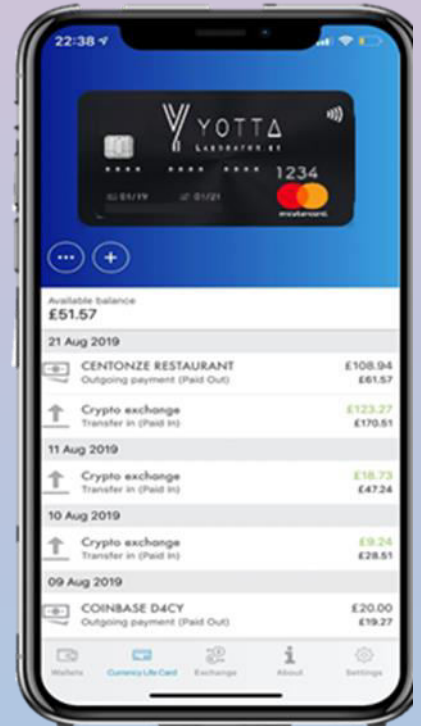 22:38
YOTTA
LABORATORIES
**** **** **** 1234
01/19 01/21
mastercard
Available balance
£51.57
21 Aug 2019
CENTONZE RESTAURANT £108.94
Outgoing payment (Paid Out) £61.57
Crypto exchange £123.27
Transfer in (Paid In) £170.51
11 Aug 2019
Crypto exchange £18.73
Transfer in (Paid In) £47.24
10 Aug 2019
Crypto exchange £9.24
Transfer in (Paid In) £28.51
09 Aug 2019
COINBASE D4CY £20.00
Outgoing payment (Paid Out) £19.27
Wallets Currency Life Card Exchange About Settings